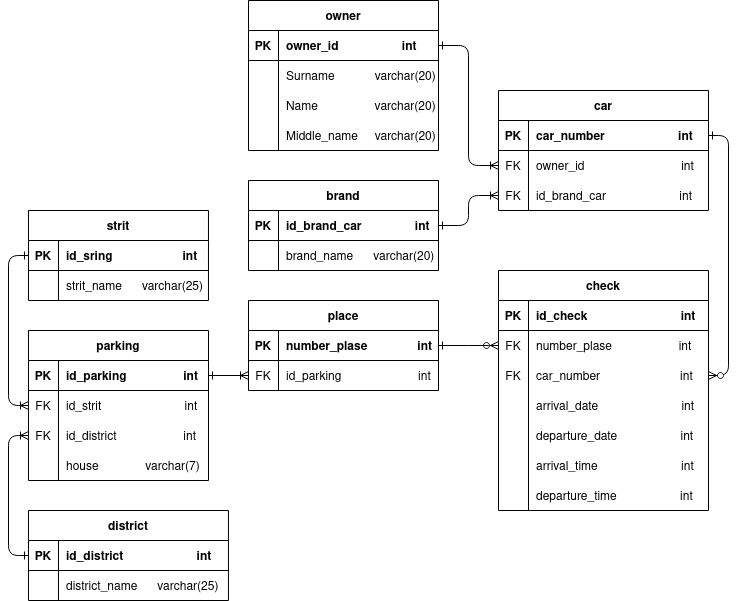 owner
PK owner_id int
Surname varchar(20)
Name varchar(20)
Middle_name varchar(20)
car
PK car_number int
FK owner_id int
FK id_brand_car int
brand
PK id_brand_car int
brand_name varchar(20)
strit
PK id_sring int
strit_name varchar(25)
check
PK id_check int
FK number_plase int
FK car_number int
arrival_date int
departure_date int
arrival_time int
departure_time int
place
PK number_plase int
FK id_parking int
parking
PK id_parking int
FK id_strit int
FK id_district int
house varchar(7)
district
PK id_district int
district_name varchar(25)